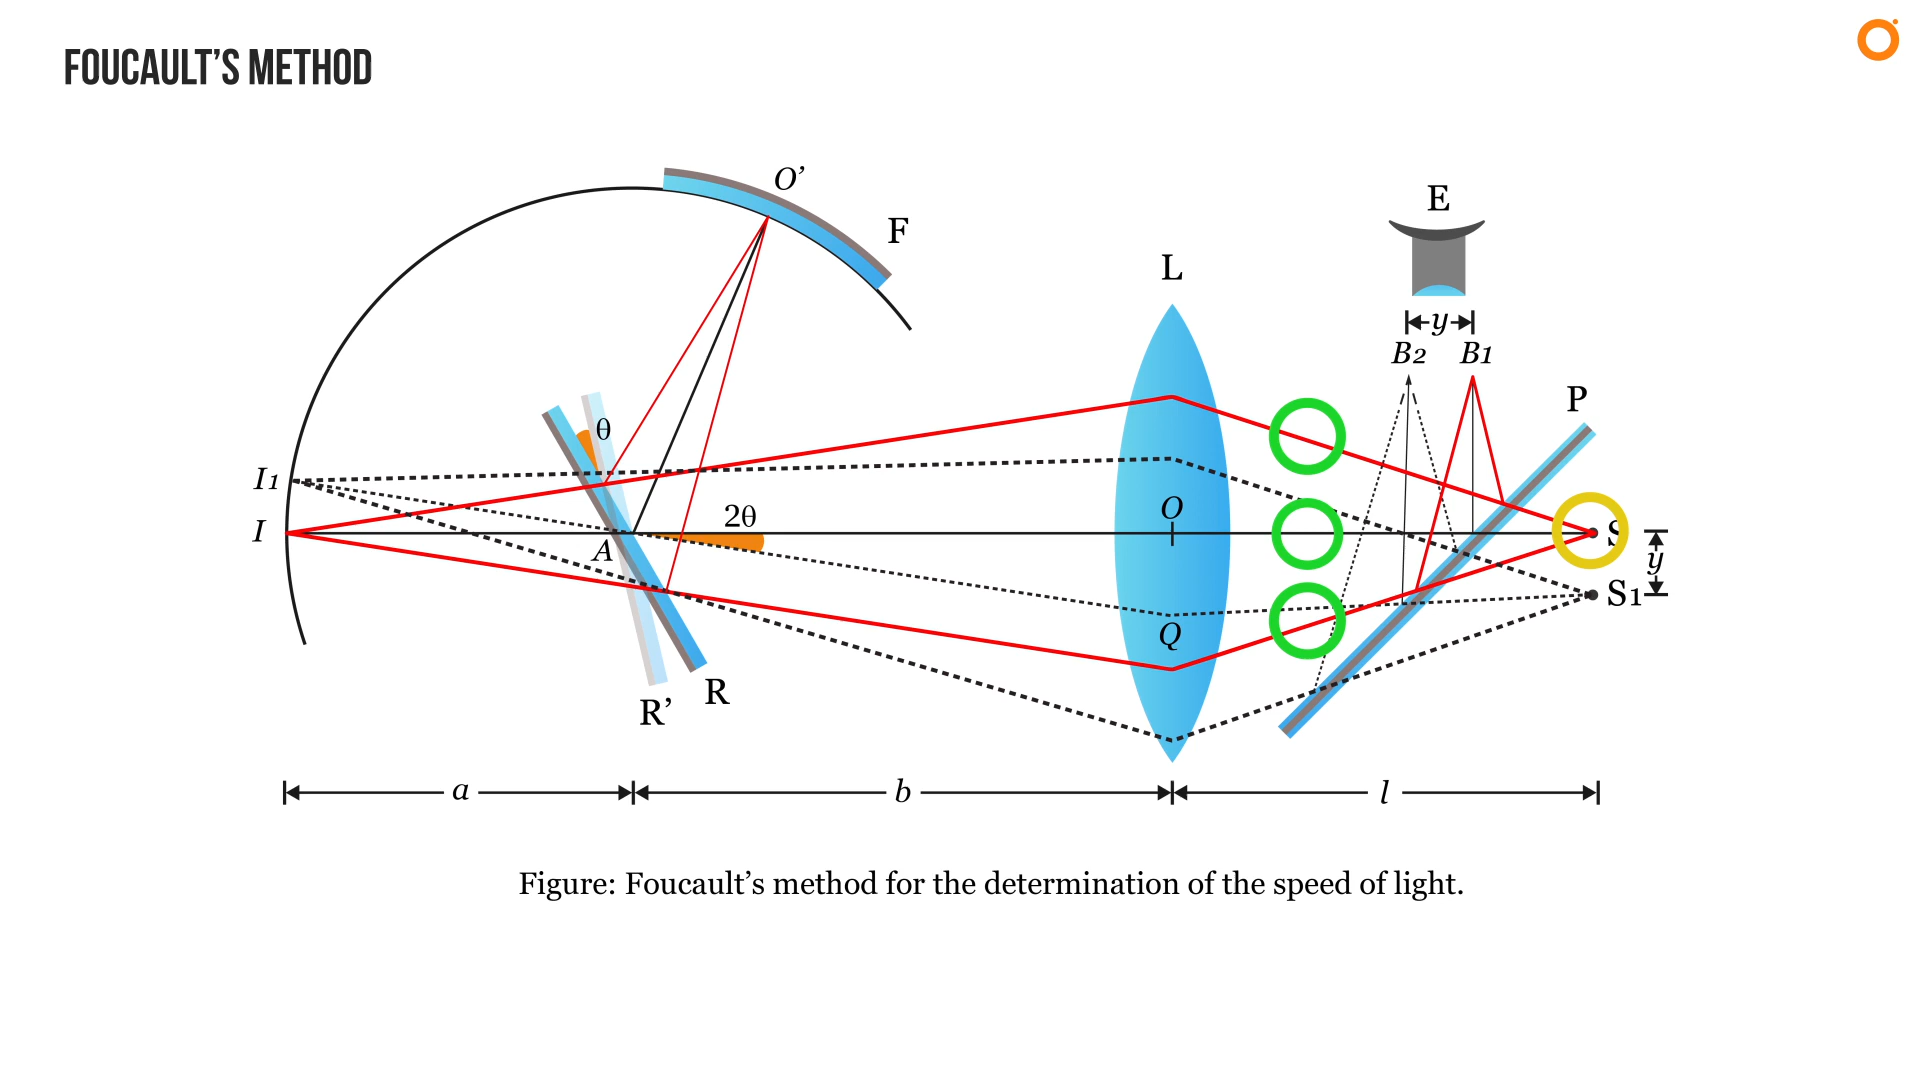 FOUCAULT'S METHOD
O'
F
E
L
y
B2 B1
P
θ
I1
I
A
2θ
O
Q
S
y
S1
R'
R
a
b
l
Figure: Foucault's method for the determination of the speed of light.